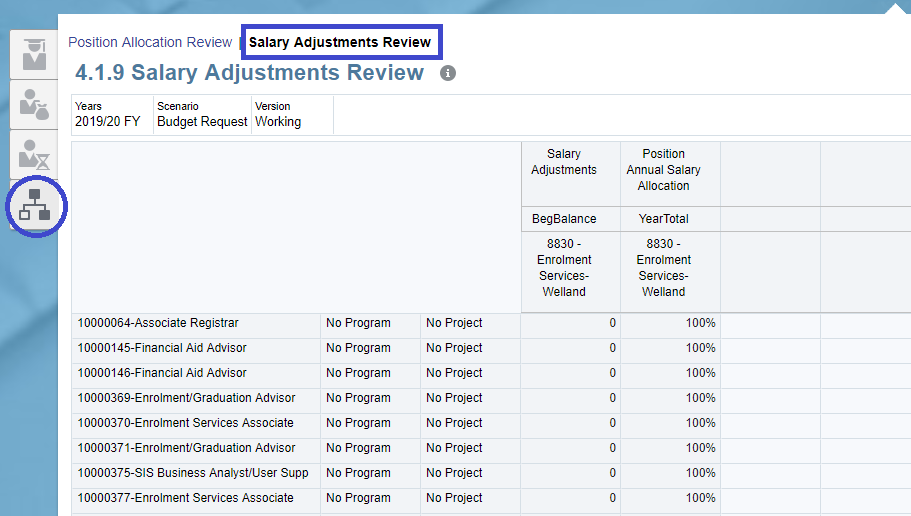 Position Allocation Review Salary Adjustments Review
4.1.9 Salary Adjustments Review i
Years Scenario Version
2019/20 FY Budget Request Working
Salary Adjustments Position Annual Salary Allocation
BegBalance YearTotal
8830 - Enrolment Services-Welland 8830 - Enrolment Services-Welland
10000064-Associate Registrar No Program No Project 0 100%
10000145-Financial Aid Advisor No Program No Project 0 100%
10000146-Financial Aid Advisor No Program No Project 0 100%
10000369-Enrolment/Graduation Advisor No Program No Project 0 100%
10000370-Enrolment Services Associate No Program No Project 0 100%
10000371-Enrolment/Graduation Advisor No Program No Project 0 100%
10000375-SIS Business Analyst/User Supp No Program No Project 0 100%
10000377-Enrolment Services Associate No Program No Project 0 100%